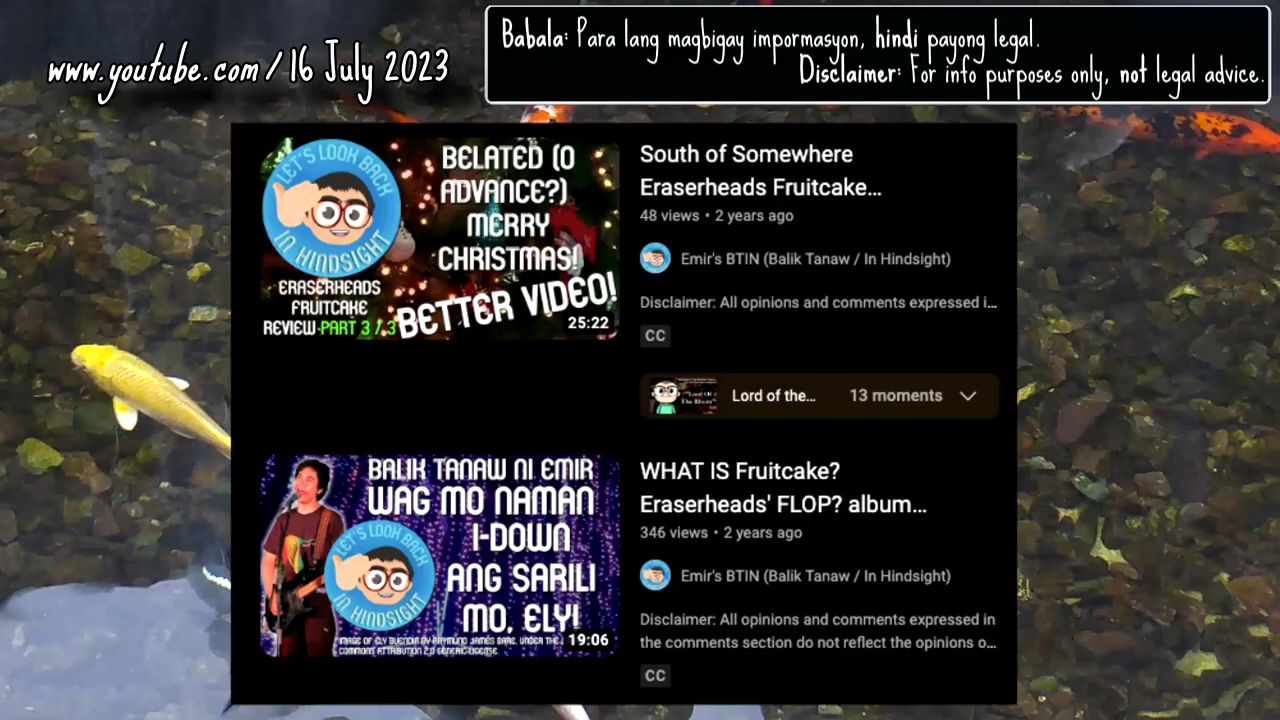 www.youtube.com / 16 July 2023
Babala: Para lang magbigay impormasyon, hindi payong legal.
Disclaimer: For info purposes only, not legal advice.
LET'S LOOK BACK
IN HINDSIGHT
ERASERHEADS
FRUITCAKE
REVIEW-PART 3 / 3
BELATED (O
ADVANCE?)
MERRY
CHRISTMAS!
BETTER VIDEO!
25:22
South of Somewhere
Eraserheads Fruitcake...
48 views • 2 years ago
Emir's BTIN (Balik Tanaw / In Hindsight)
Disclaimer: All opinions and comments expressed i...
CC
Lord of the...
13 moments
BALIK TANAW NI EMIR
WAG MO NAMAN
I-DOWN
ANG SARILI
MO, ELY!
LET'S LOOK BACK
IN HINDSIGHT
IMAGE OF ELY BUENDIA BY RAYMUND JAMES BARE. UNDER THE
COMMONS ATTRIBUTION 2.0 GENERIC LICENSE.
19:06
WHAT IS Fruitcake?
Eraserheads' FLOP? album...
346 views • 2 years ago
Emir's BTIN (Balik Tanaw / In Hindsight)
Disclaimer: All opinions and comments expressed in
the comments section do not reflect the opinions o...
CC